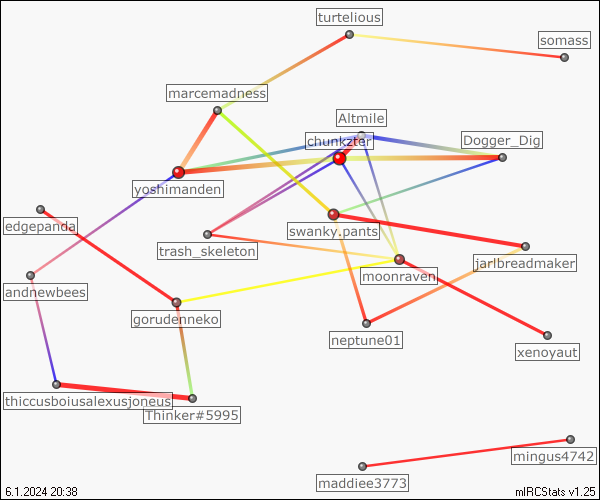 turtelious
somass
marcemadness
Altmile
chunkzter
Dogger_Dig
yoshimanden
edgepanda
swanky.pants
trash_skeleton
jarlbreadmaker
moonraven
andnewbees
gorudenneko
neptune01
xenoyaut
thiccusboiusalexusjoneus
Thinker#5995
mingus4742
maddiee3773
6.1.2024 20:38
mIRCStats v1.25